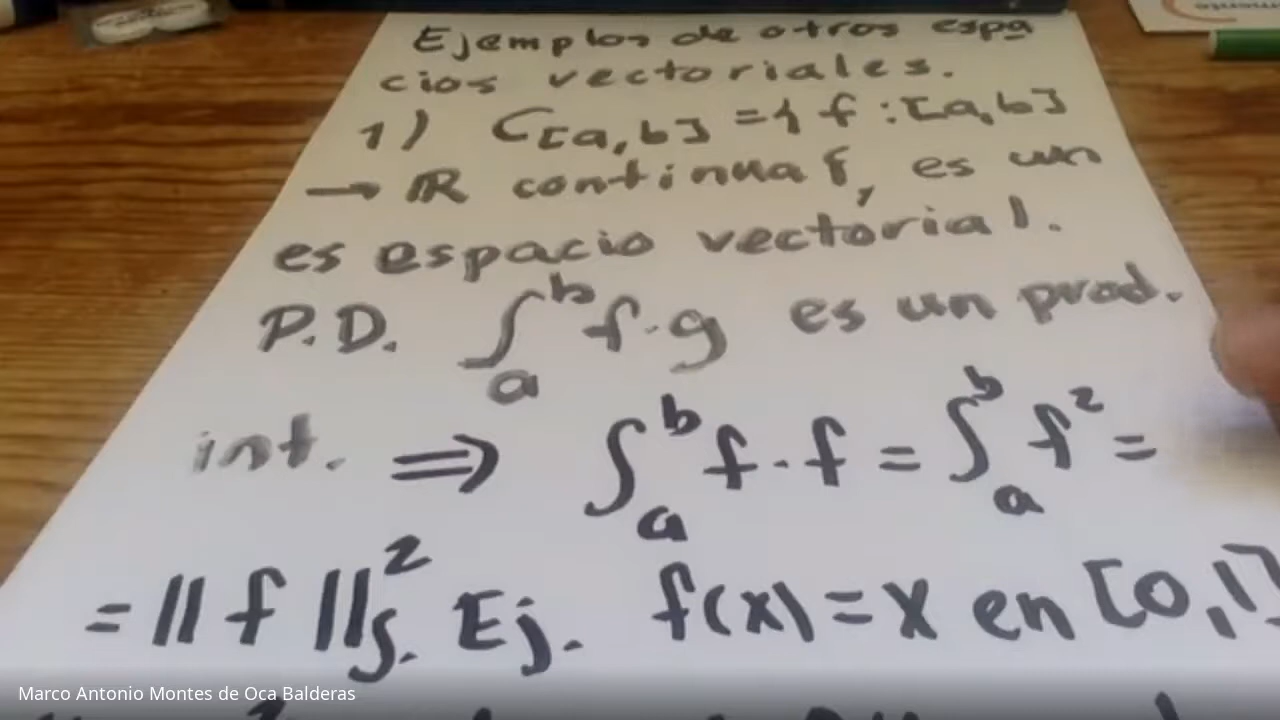 Ejemplos de otros espa
cios vectoriales.
1) C[a,b] = { f : [a,b]
→ ℝ continua }, es un
es espacio vectorial.
P.D. ∫ₐᵇ f·g es un prod.
int. ⇒ ∫ₐᵇ f·f = ∫ₐᵇ f² =
= ||f||²∫. Ej. f(x) = x en [0,1]
Marco Antonio Montes de Oca Balderas